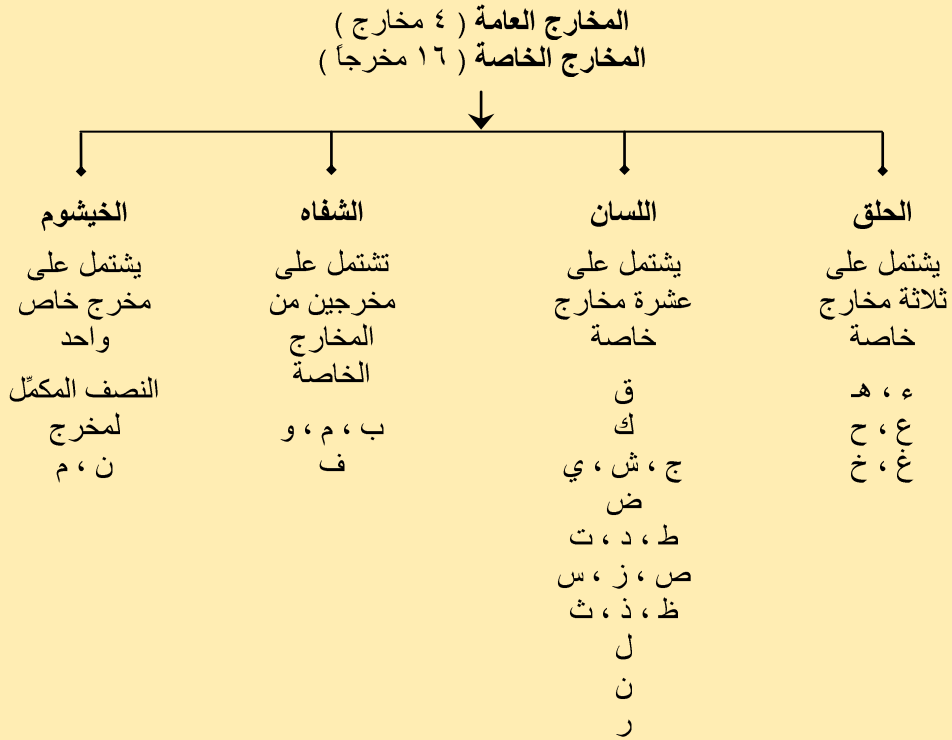 المخارج العامة ( ٤ مخارج )
المخارج الخاصة ( ١٦ مخرجاً )
الحلق
يشتمل على
ثلاثة مخارج
خاصة
ء ، هـ
ع ، ح
غ ، خ
اللسان
يشتمل على
عشرة مخارج
خاصة
ق
ك
ج ، ش ، ي
ض
ط ، د ، ت
ص ، ز ، س
ظ ، ذ ، ث
ل
ن
ر
الشفاه
تشتمل على
مخرجين من
المخارج
الخاصة
ب ، م ، و
ف
الخيشوم
يشتمل على
مخرج خاص
واحد
النصف المكمِّل
لمخرج
ن ، م